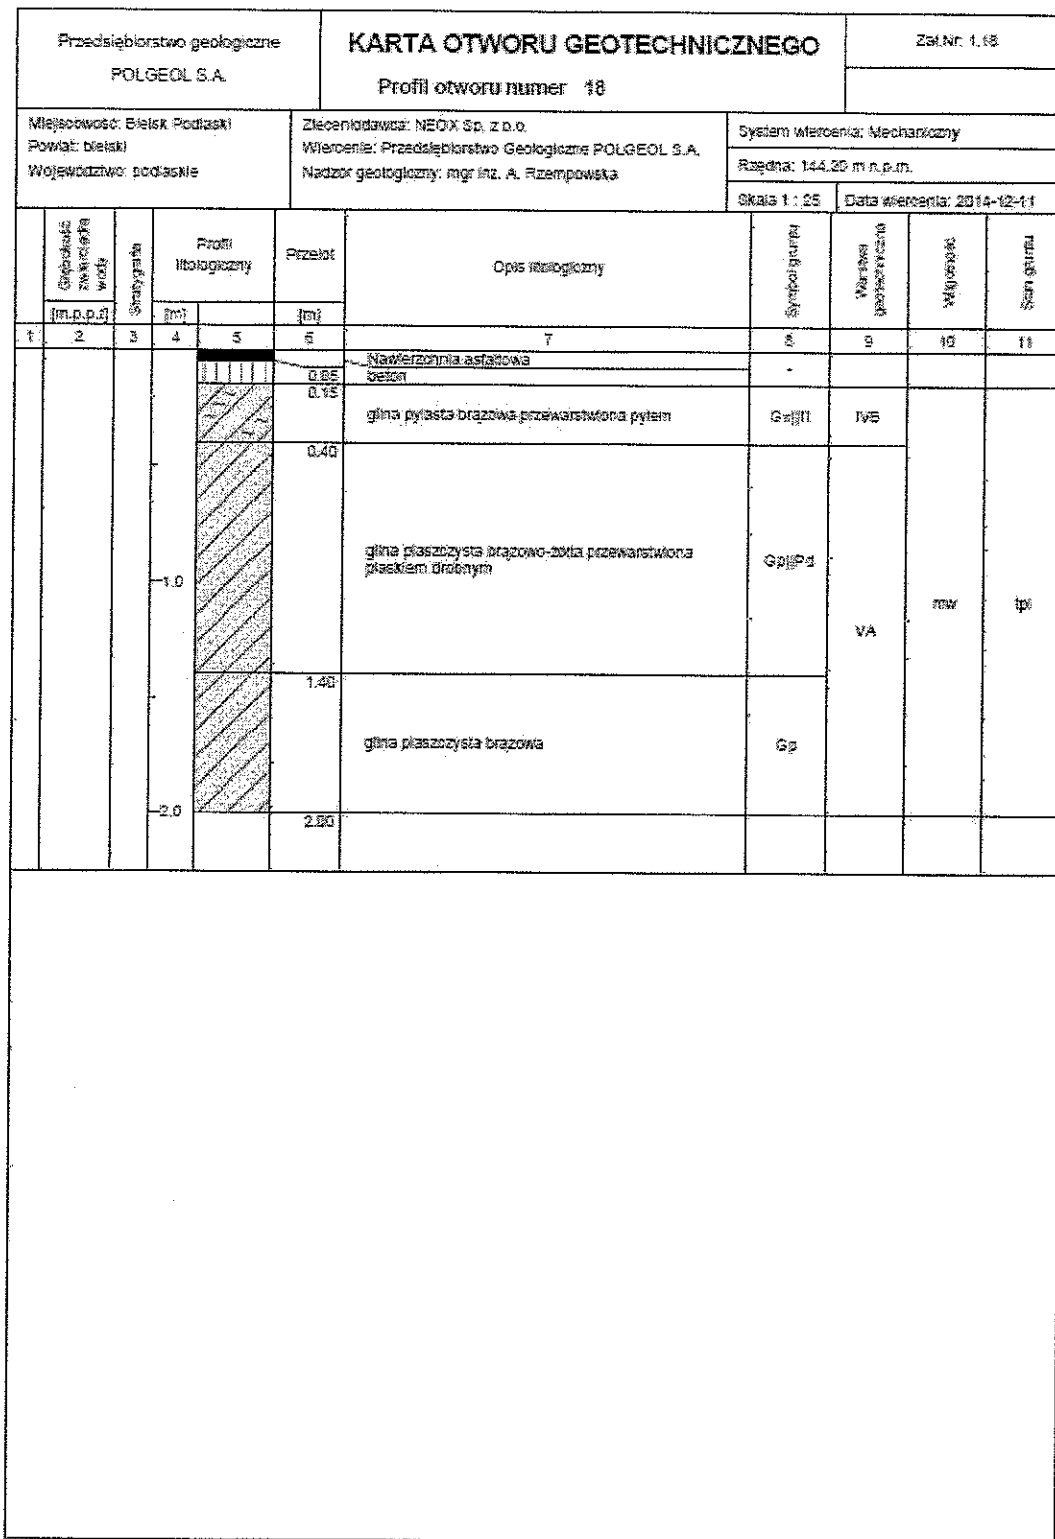 Przedsiębiorstwo geologiczne
POLGEOL S.A.
KARTA OTWORU GEOTECHNICZNEGO
Profil otworu numer 18
Zał.Nr: 1.18
Miejscowość: Bielsk Podlaski
Powiat: bielski
Województwo: podlaskie
Zleceniodawca: NEOX Sp. z o.o.
Wiercenie: Przedsiębiorstwo Geologiczne POLGEOL S.A.
Nadzór geologiczny: mgr inż. A. Rzempowska
System wiercenia: Mechaniczny
Rzędna: 144.20 m n.p.m.
Skala 1 : 25 Data wiercenia: 2014-12-11
Głębokość zwierciadła wody
[m.p.p.t]
Stratygrafia
Profil litologiczny
[m]
Przelot
[m]
Opis litologiczny
Symbol gruntu
Warstwa geotechniczna
Wilgotność
Stan gruntu
1 2 3 4 5 6 7 8 9 10 11
Nawierzchnia asfaltowa
0.05 beton -
0.15
glina pylasta brązowa przewarstwiona pyłem Gπ||Π IVB
0.40
glina piaszczysta brązowo-żółta przewarstwiona
piaskiem drobnym
Gp||Pd
1.0
mw tpl
VA
1.40
glina piaszczysta brązowa Gp
2.0
2.00